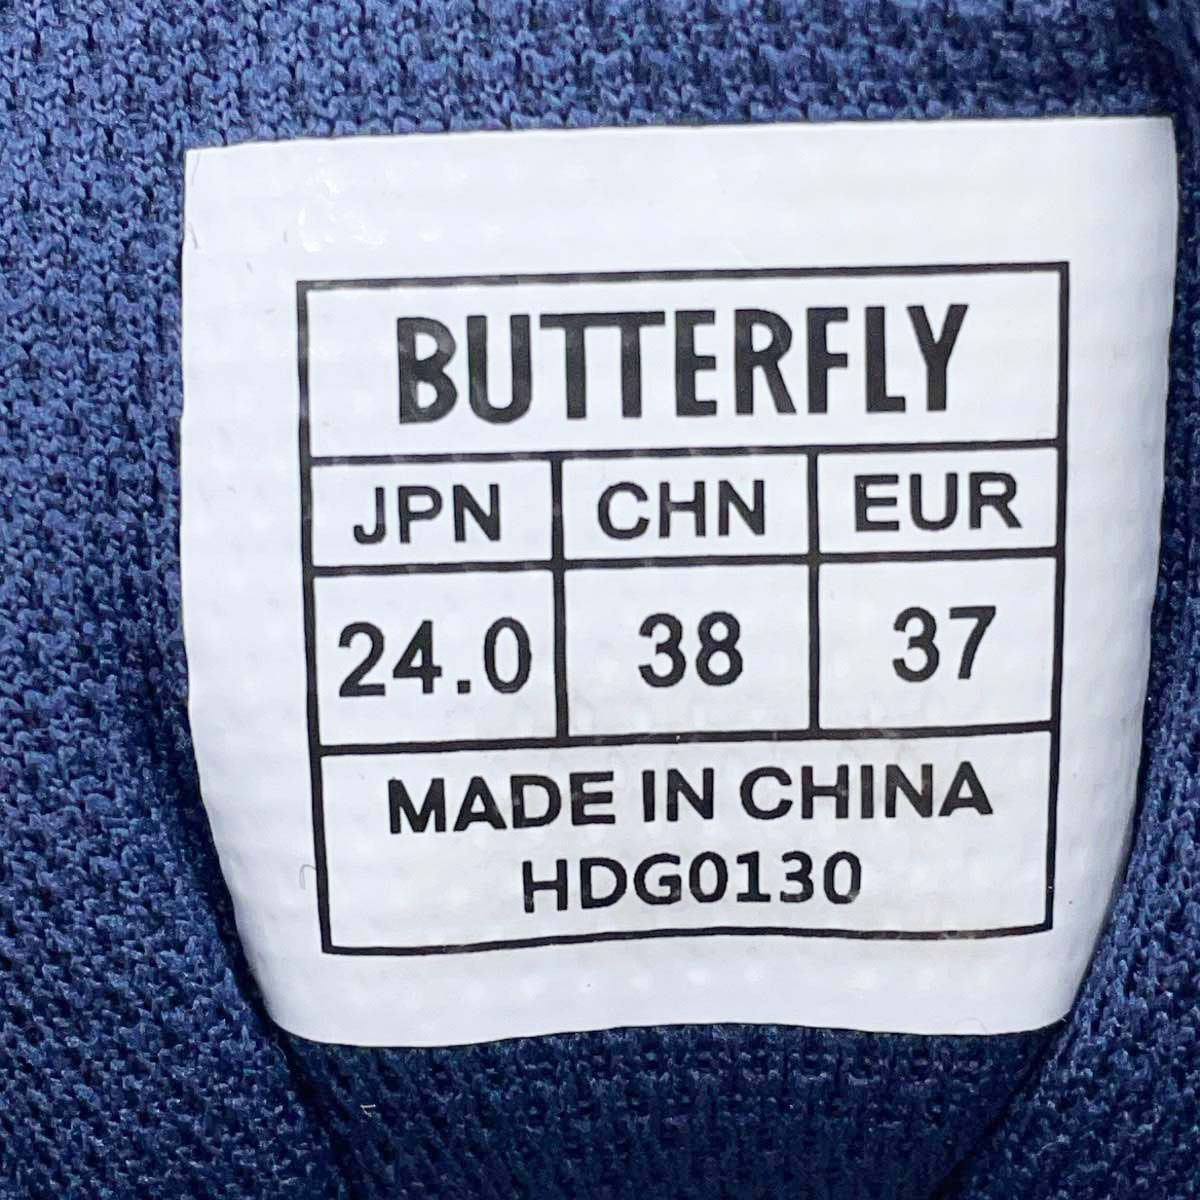 BUTTERFLY
JPN CHN EUR
24.0 38 37
MADE IN CHINA
HDG0130